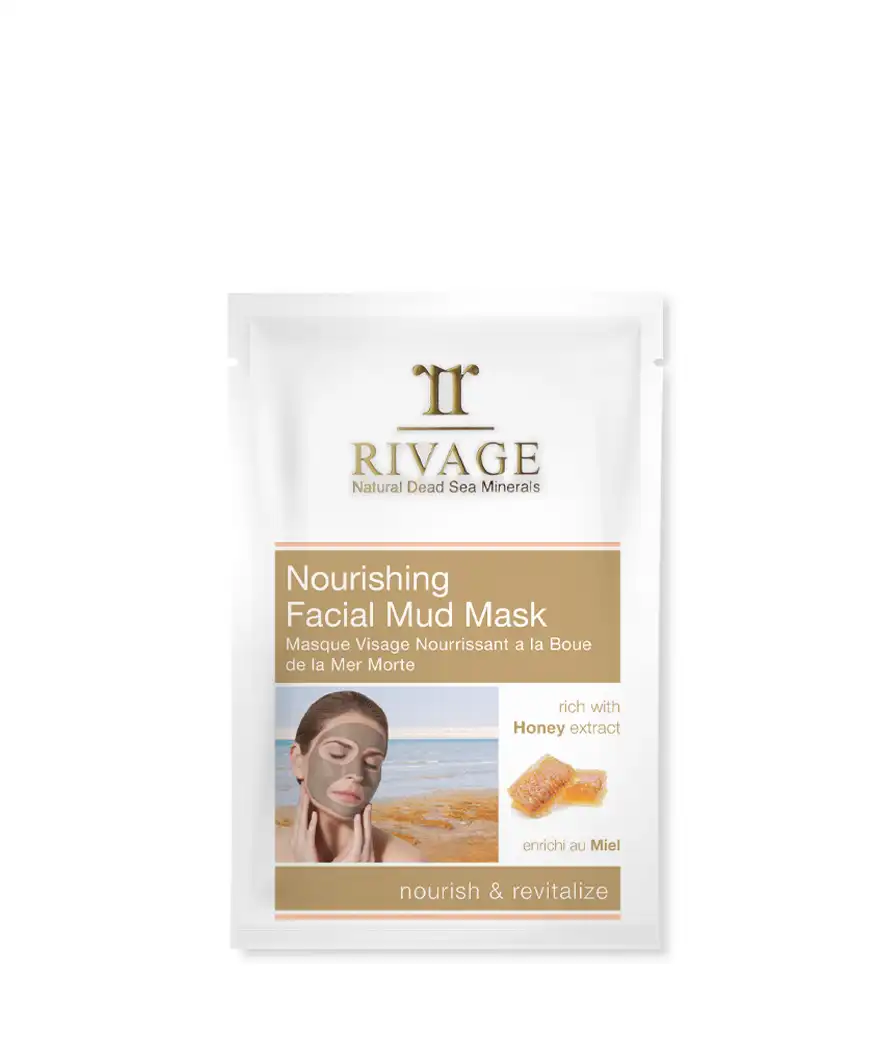 RIVAGE
Natural Dead Sea Minerals
Nourishing
Facial Mud Mask
Masque Visage Nourrissant a la Boue
de la Mer Morte
rich with
Honey extract
enrichi au Miel
nourish & revitalize